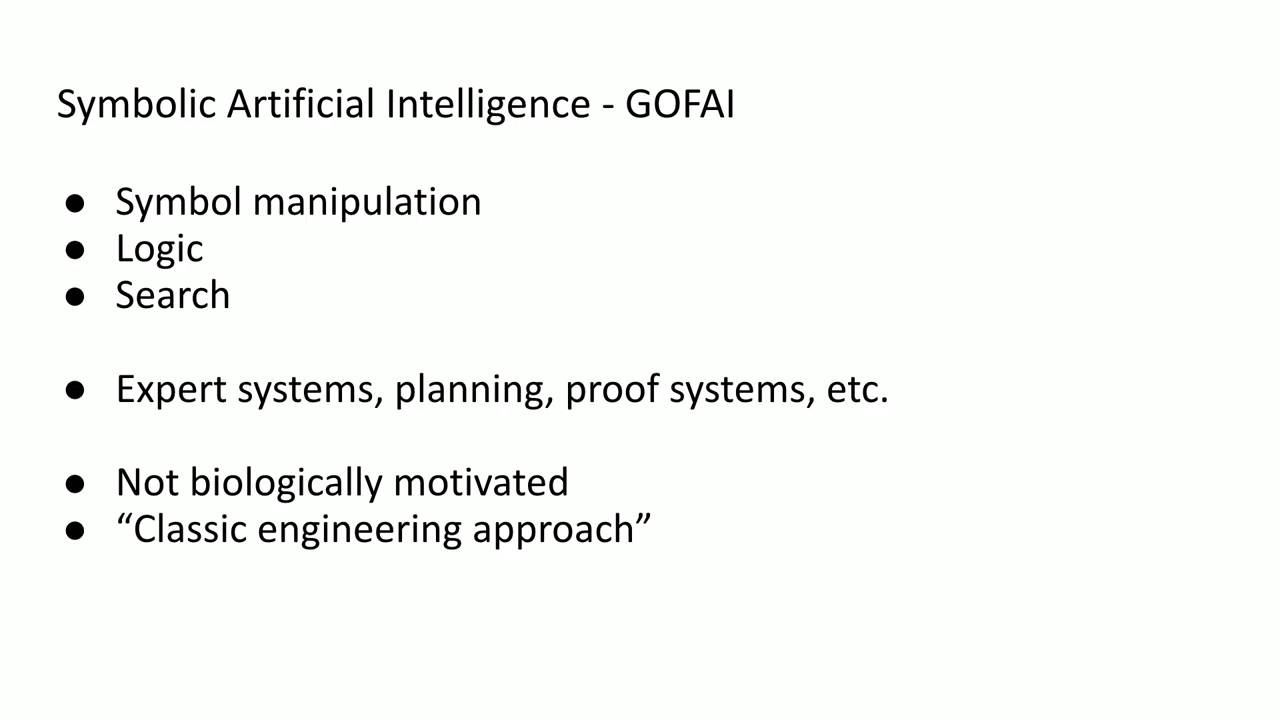 Symbolic Artificial Intelligence - GOFAI
● Symbol manipulation
● Logic
● Search
● Expert systems, planning, proof systems, etc.
● Not biologically motivated
● “Classic engineering approach”